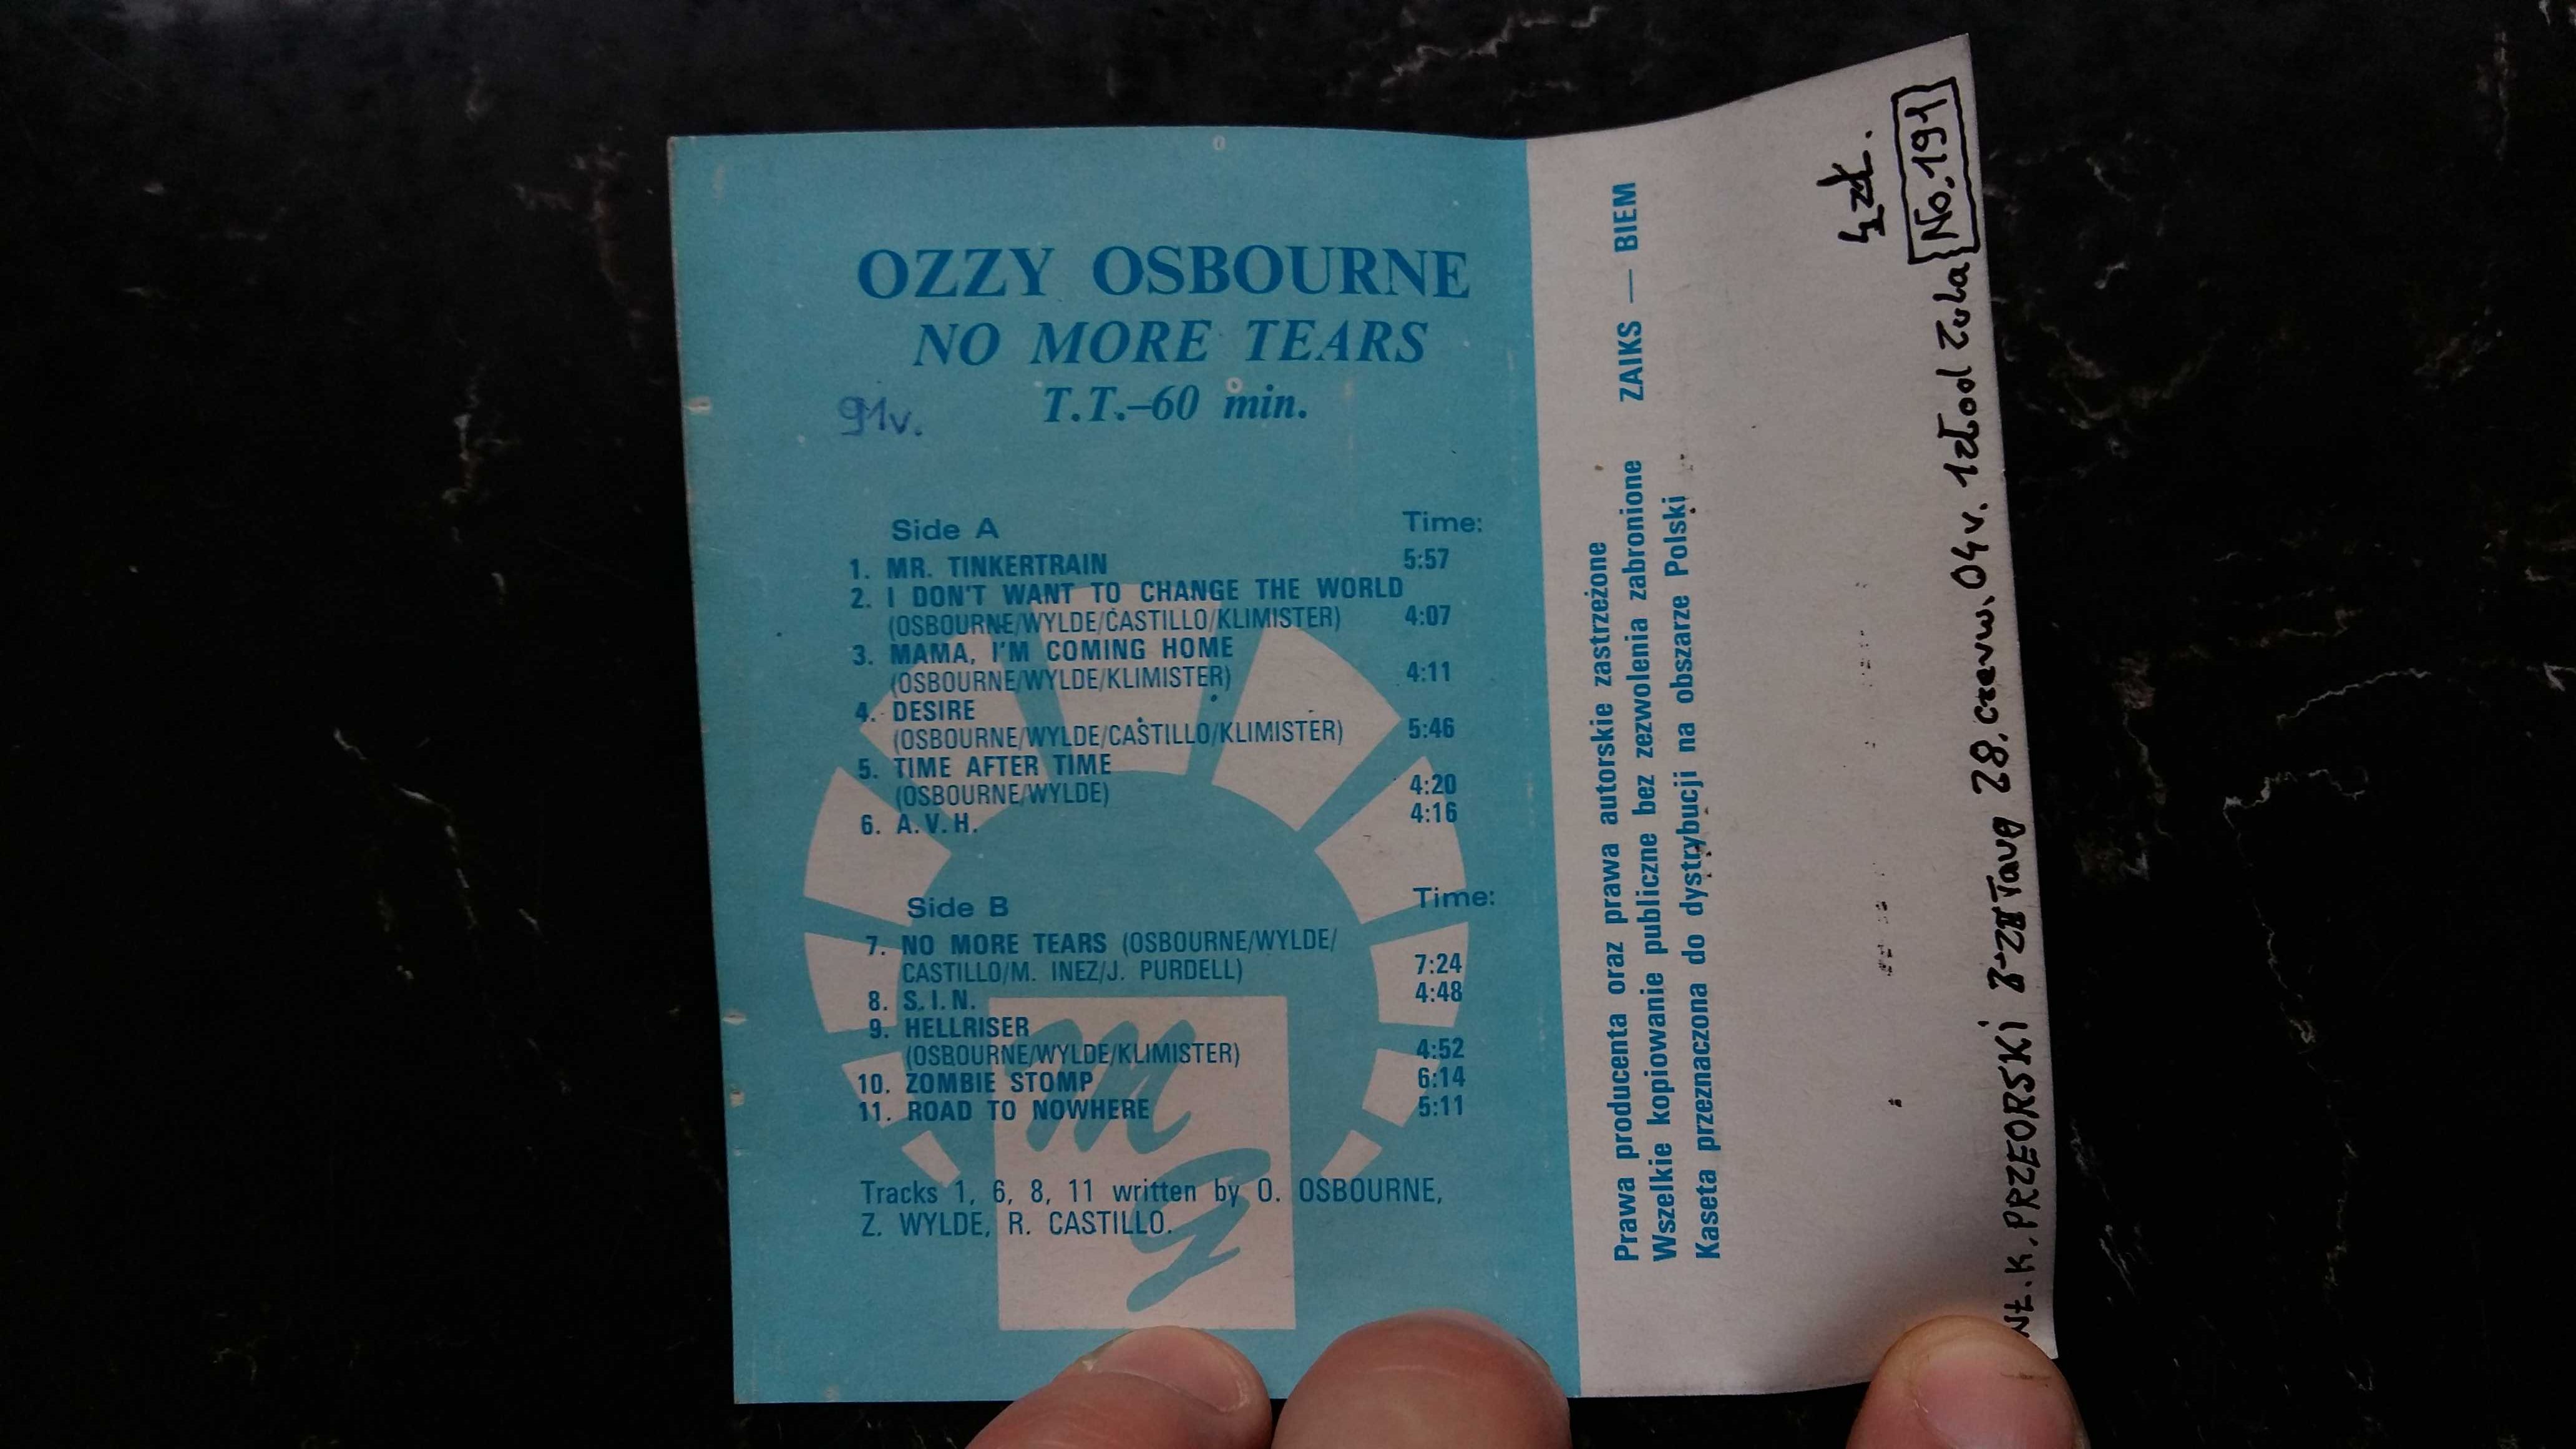 OZZY OSBOURNE
NO MORE TEARS
T.T.–60 min.
91r.
Side A Time:
1. MR. TINKERTRAIN 5:57
2. I DON'T WANT TO CHANGE THE WORLD
(OSBOURNE/WYLDE/CASTILLO/KLIMISTER) 4:07
3. MAMA, I'M COMING HOME
(OSBOURNE/WYLDE/KLIMISTER) 4:11
4. DESIRE
(OSBOURNE/WYLDE/CASTILLO/KLIMISTER) 5:46
5. TIME AFTER TIME
(OSBOURNE/WYLDE) 4:20
6. A.V.H. 4:16
Side B Time:
7. NO MORE TEARS (OSBOURNE/WYLDE/
CASTILLO/M. INEZ/J. PURDELL) 7:24
8. S.I.N. 4:48
9. HELLRISER
(OSBOURNE/WYLDE/KLIMISTER) 4:52
10. ZOMBIE STOMP 6:14
11. ROAD TO NOWHERE 5:11
Tracks 1, 6, 8, 11 written by O. OSBOURNE,
Z. WYLDE, R. CASTILLO.
mg
Prawa producenta oraz prawa autorskie zastrzeżone
Wszelkie kopiowanie publiczne bez zezwolenia zabronione ZAIKS — BIEM
Kaseta przeznaczona do dystrybucji na obszarze Polski
4zł.
Wł. K. PRZEORSKI 28. czerw. 04r. 1zł od No.191